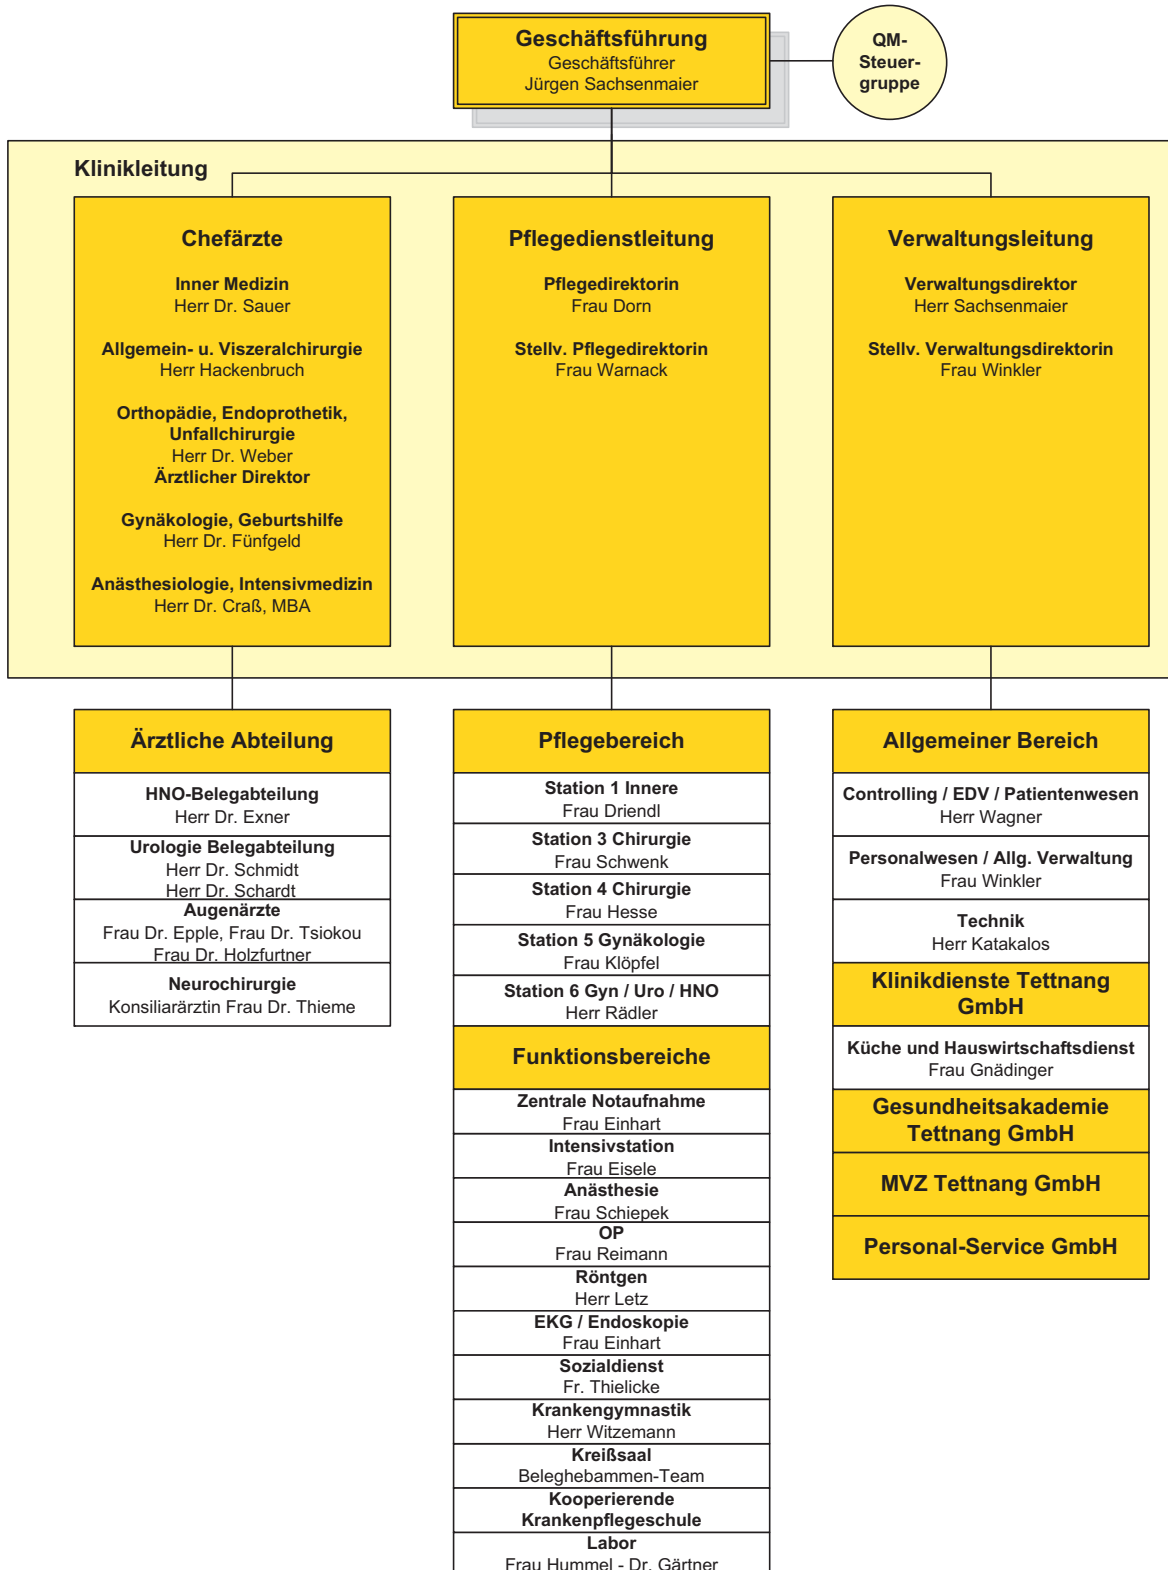 Geschäftsführung
Geschäftsführer
Jürgen Sachsenmaier
QM-
Steuer-
gruppe
Klinikleitung
Chefärzte
Inner Medizin
Herr Dr. Sauer
Allgemein- u. Viszeralchirurgie
Herr Hackenbruch
Orthopädie, Endoprothetik,
Unfallchirurgie
Herr Dr. Weber
Ärztlicher Direktor
Gynäkologie, Geburtshilfe
Herr Dr. Fünfgeld
Anästhesiologie, Intensivmedizin
Herr Dr. Craß, MBA
Pflegedienstleitung
Pflegedirektorin
Frau Dorn
Stellv. Pflegedirektorin
Frau Warnack
Verwaltungsleitung
Verwaltungsdirektor
Herr Sachsenmaier
Stellv. Verwaltungsdirektorin
Frau Winkler
Ärztliche Abteilung
HNO-Belegabteilung
Herr Dr. Exner
Urologie Belegabteilung
Herr Dr. Schmidt
Herr Dr. Schardt
Augenärzte
Frau Dr. Epple, Frau Dr. Tsiokou
Frau Dr. Holzfurtner
Neurochirurgie
Konsiliarärztin Frau Dr. Thieme
Pflegebereich
Station 1 Innere
Frau Driendl
Station 3 Chirurgie
Frau Schwenk
Station 4 Chirurgie
Frau Hesse
Station 5 Gynäkologie
Frau Klöpfel
Station 6 Gyn / Uro / HNO
Herr Rädler
Funktionsbereiche
Zentrale Notaufnahme
Frau Einhart
Intensivstation
Frau Eisele
Anästhesie
Frau Schiepek
OP
Frau Reimann
Röntgen
Herr Letz
EKG / Endoskopie
Frau Einhart
Sozialdienst
Fr. Thielicke
Krankengymnastik
Herr Witzemann
Kreißsaal
Beleghebammen-Team
Kooperierende
Krankenpflegeschule
Labor
Frau Hummel - Dr. Gärtner
Allgemeiner Bereich
Controlling / EDV / Patientenwesen
Herr Wagner
Personalwesen / Allg. Verwaltung
Frau Winkler
Technik
Herr Katakalos
Klinikdienste Tettnang
GmbH
Küche und Hauswirtschaftsdienst
Frau Gnädinger
Gesundheitsakademie
Tettnang GmbH
MVZ Tettnang GmbH
Personal-Service GmbH